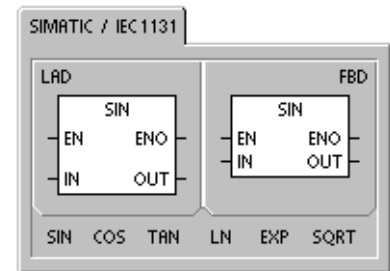 SIMATIC / IEC1131
LAD
FBD
SIN
EN ENO
IN OUT
SIN
EN ENO
IN OUT
SIN COS TAN LN EXP SQRT